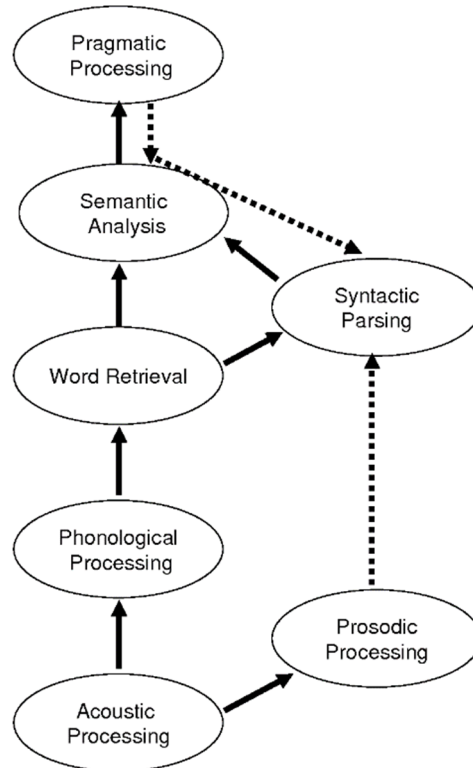 Pragmatic
Processing
Semantic
Analysis
Syntactic
Parsing
Word Retrieval
Phonological
Processing
Prosodic
Processing
Acoustic
Processing